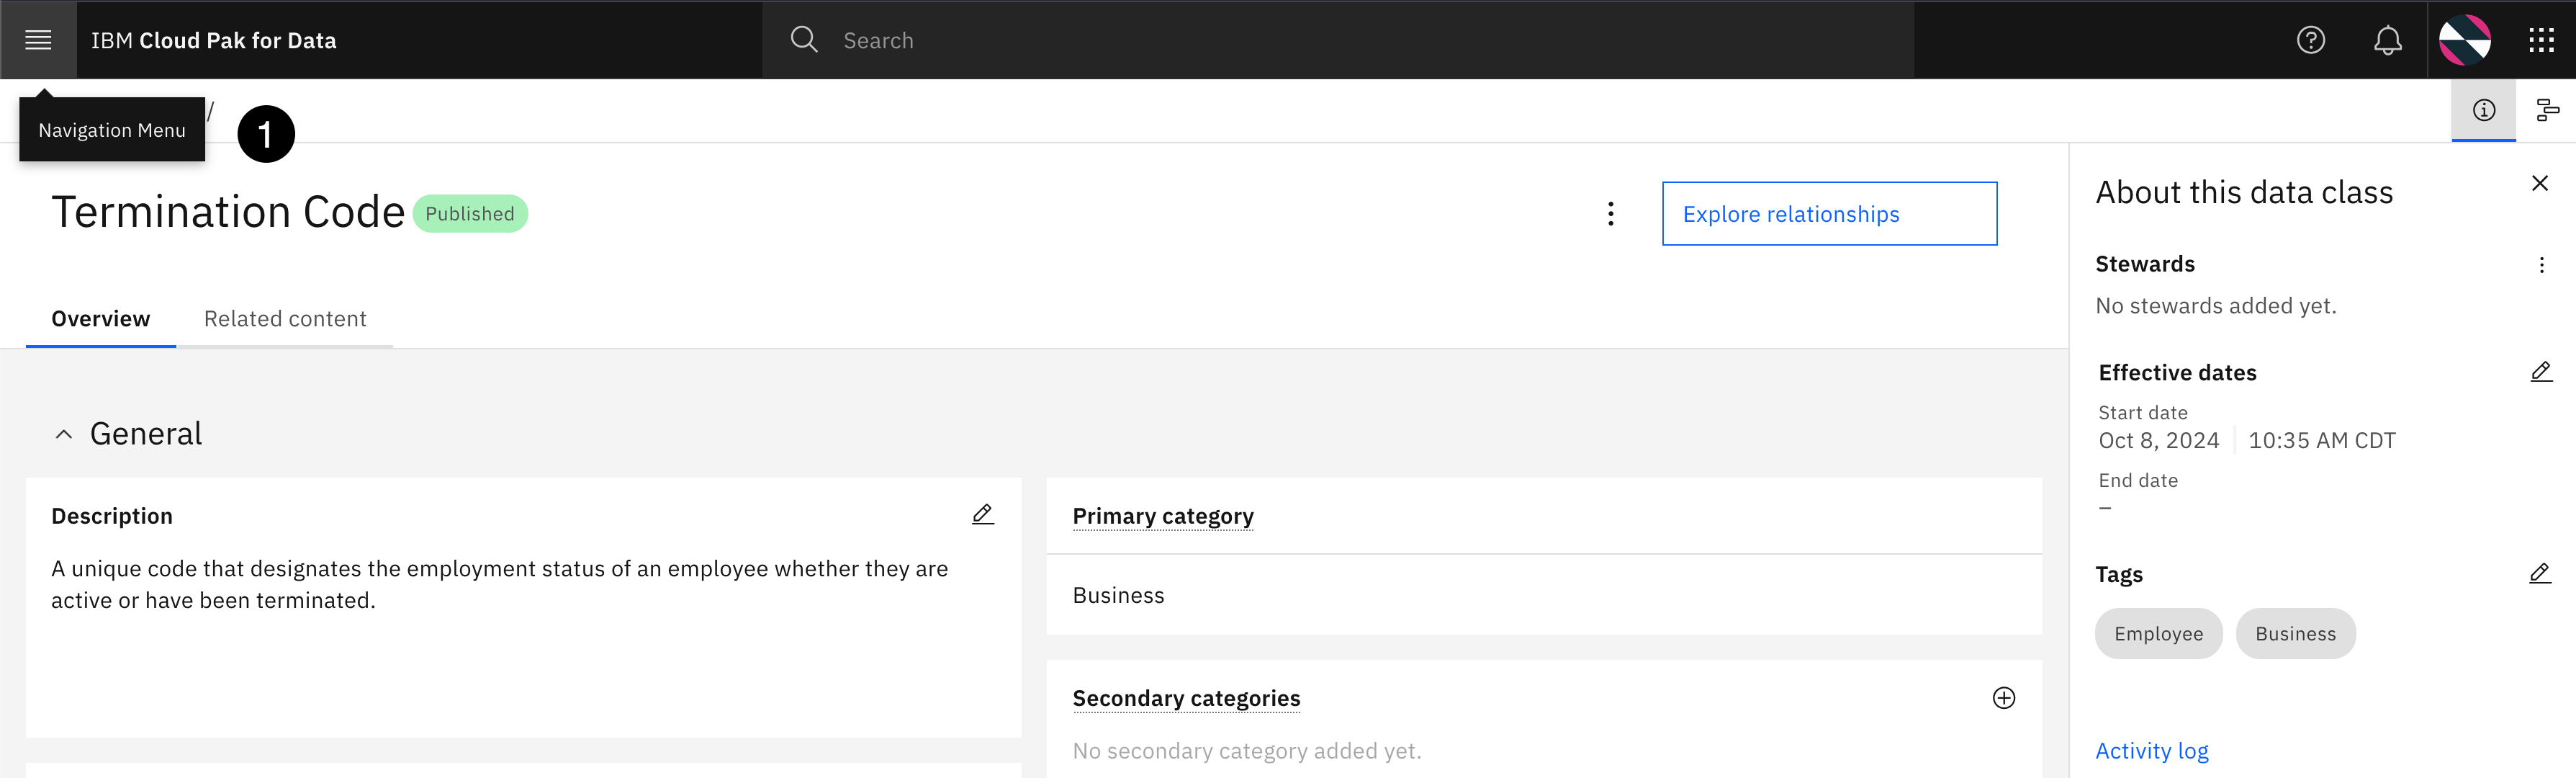 IBM Cloud Pak for Data
Search
Navigation Menu
/
1
Termination Code
Published
Explore relationships
Overview
Related content
General
Description
A unique code that designates the employment status of an employee whether they are
active or have been terminated.
Primary category
Business
Secondary categories
No secondary category added yet.
About this data class
Stewards
No stewards added yet.
Effective dates
Start date
Oct 8, 2024 10:35 AM CDT
End date
–
Tags
Employee
Business
Activity log